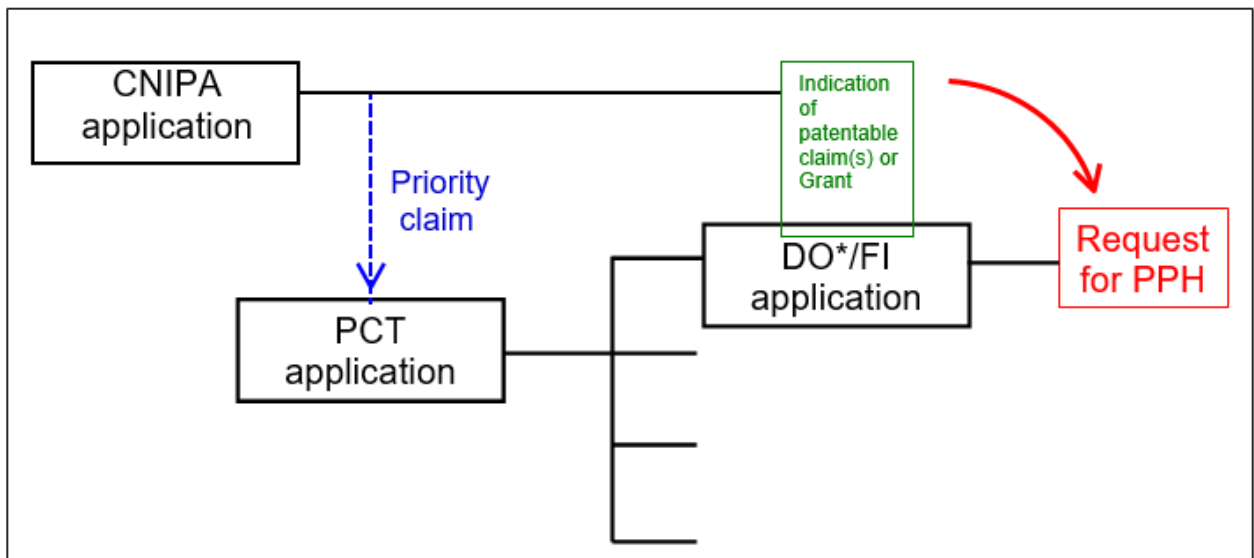 CNIPA
application
Indication
of
patentable
claim(s) or
Grant
Priority
claim
Request
for PPH
DO*/FI
application
PCT
application